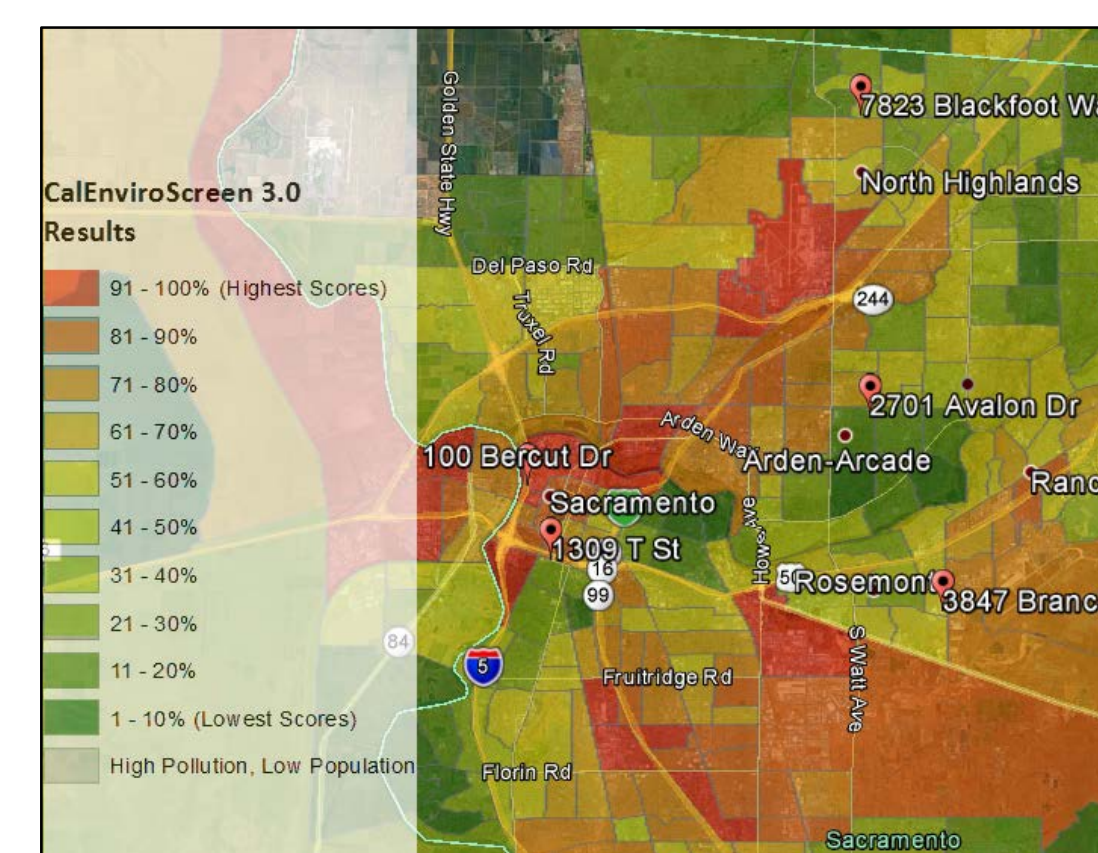 CalEnviroScreen 3.0
Results
91 - 100% (Highest Scores)
81 - 90%
71 - 80%
61 - 70%
51 - 60%
41 - 50%
31 - 40%
21 - 30%
11 - 20%
1 - 10% (Lowest Scores)
High Pollution, Low Population
Golden State Hwy
7823 Blackfoot Wa
North Highlands
Del Paso Rd
Truxel Rd
244
2701 Avalon Dr
Arden Way
Arden-Arcade
100 Bercut Dr
Ranc
Sacramento
Howe Ave
1309 T St
16
50
Rosemont
3847 Branc
99
84
5
S Watt Ave
Fruitridge Rd
Florin Rd
Sacramento